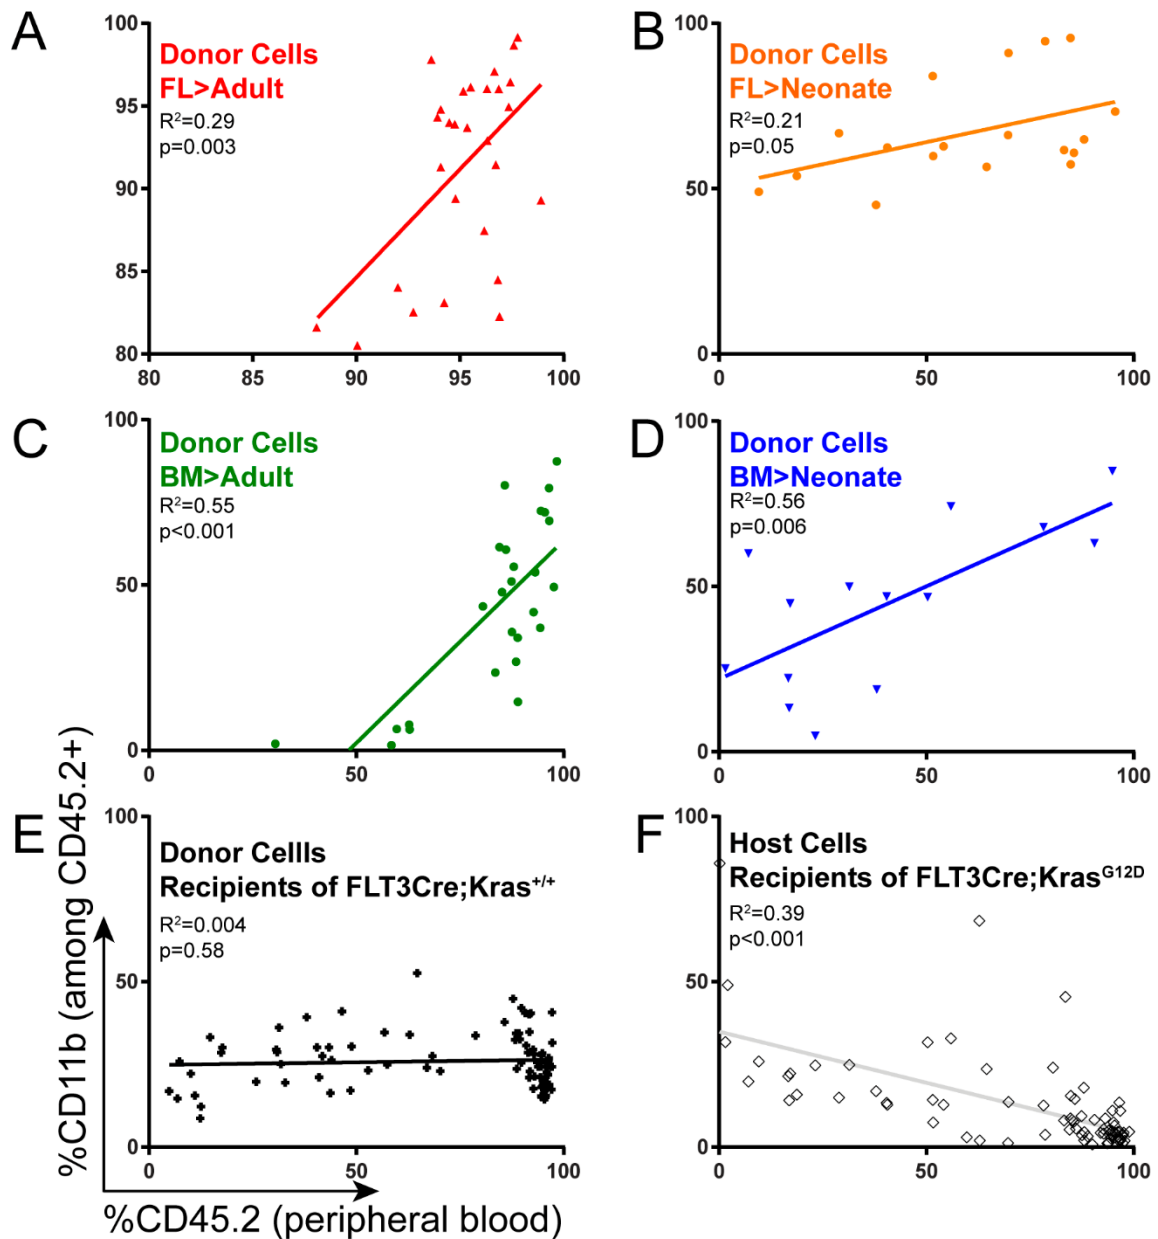 A
Donor Cells
FL>Adult
R²=0.29
p=0.003
100
95
90
85
80
80 85 90 95 100
B
Donor Cells
FL>Neonate
R²=0.21
p=0.05
100
50
0
0 50 100
C
Donor Cells
BM>Adult
R²=0.55
p<0.001
100
50
0
0 50 100
D
Donor Cells
BM>Neonate
R²=0.56
p=0.006
100
50
0
0 50 100
E
Donor Cellls
Recipients of FLT3Cre;Kras+/+
R²=0.004
p=0.58
100
50
0
0 50 100
F
Host Cells
Recipients of FLT3Cre;KrasG12D
R²=0.39
p<0.001
100
50
0
0 50 100
%CD11b (among CD45.2+)
%CD45.2 (peripheral blood)